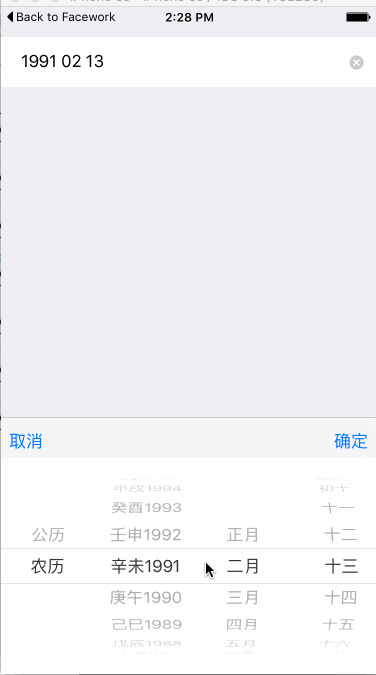 Back to Facework 2:28 PM
1991 02 13
取消 确定
甲戌1994 初十
癸酉1993 十一
公历 壬申1992 正月 十二
农历 辛未1991 二月 十三
庚午1990 三月 十四
己巳1989 四月 十五
戊辰1988 五月 十六